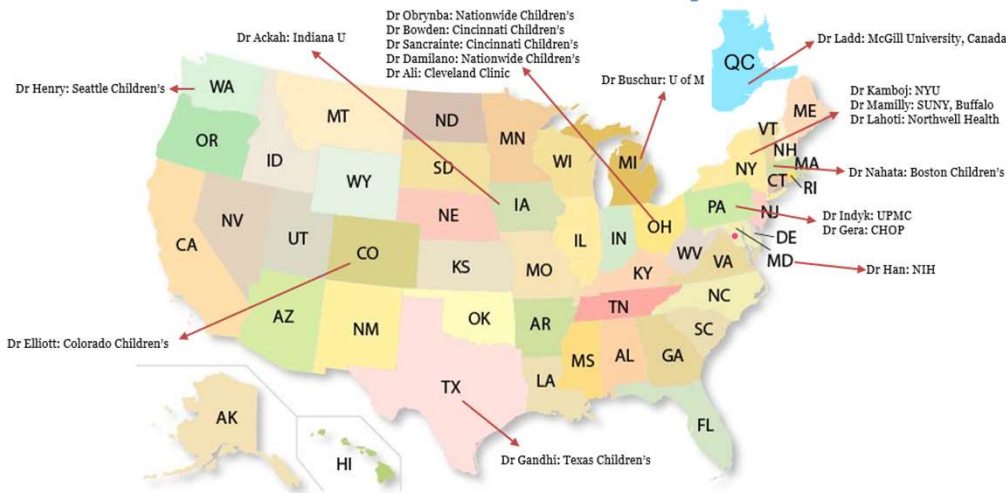 Dr Obrynba: Nationwide Children's
Dr Bowden: Cincinnati Children's
Dr Sancrainte: Cincinnati Children's
Dr Damilano: Nationwide Children's
Dr Ali: Cleveland Clinic
Dr Ackah: Indiana U
Dr Ladd: McGill University, Canada
QC
Dr Buschur: U of M
Dr Henry: Seattle Children's
Dr Kamboj: NYU
Dr Mamilly: SUNY, Buffalo
Dr Lahoti: Northwell Health
WA
MT
ND
MN
ME
VT
NH
OR
ID
SD
WI
MI
NY
MA
Dr Nahata: Boston Children's
WY
CT
RI
IA
PA
NJ
NE
Dr Indyk: UPMC
Dr Gera: CHOP
NV
UT
CO
IL
IN
OH
DE
CA
KS
MO
WV
VA
MD
Dr Han: NIH
KY
NC
TN
AZ
NM
OK
AR
SC
Dr Elliott: Colorado Children's
MS
AL
GA
LA
TX
AK
FL
HI
Dr Gandhi: Texas Children's